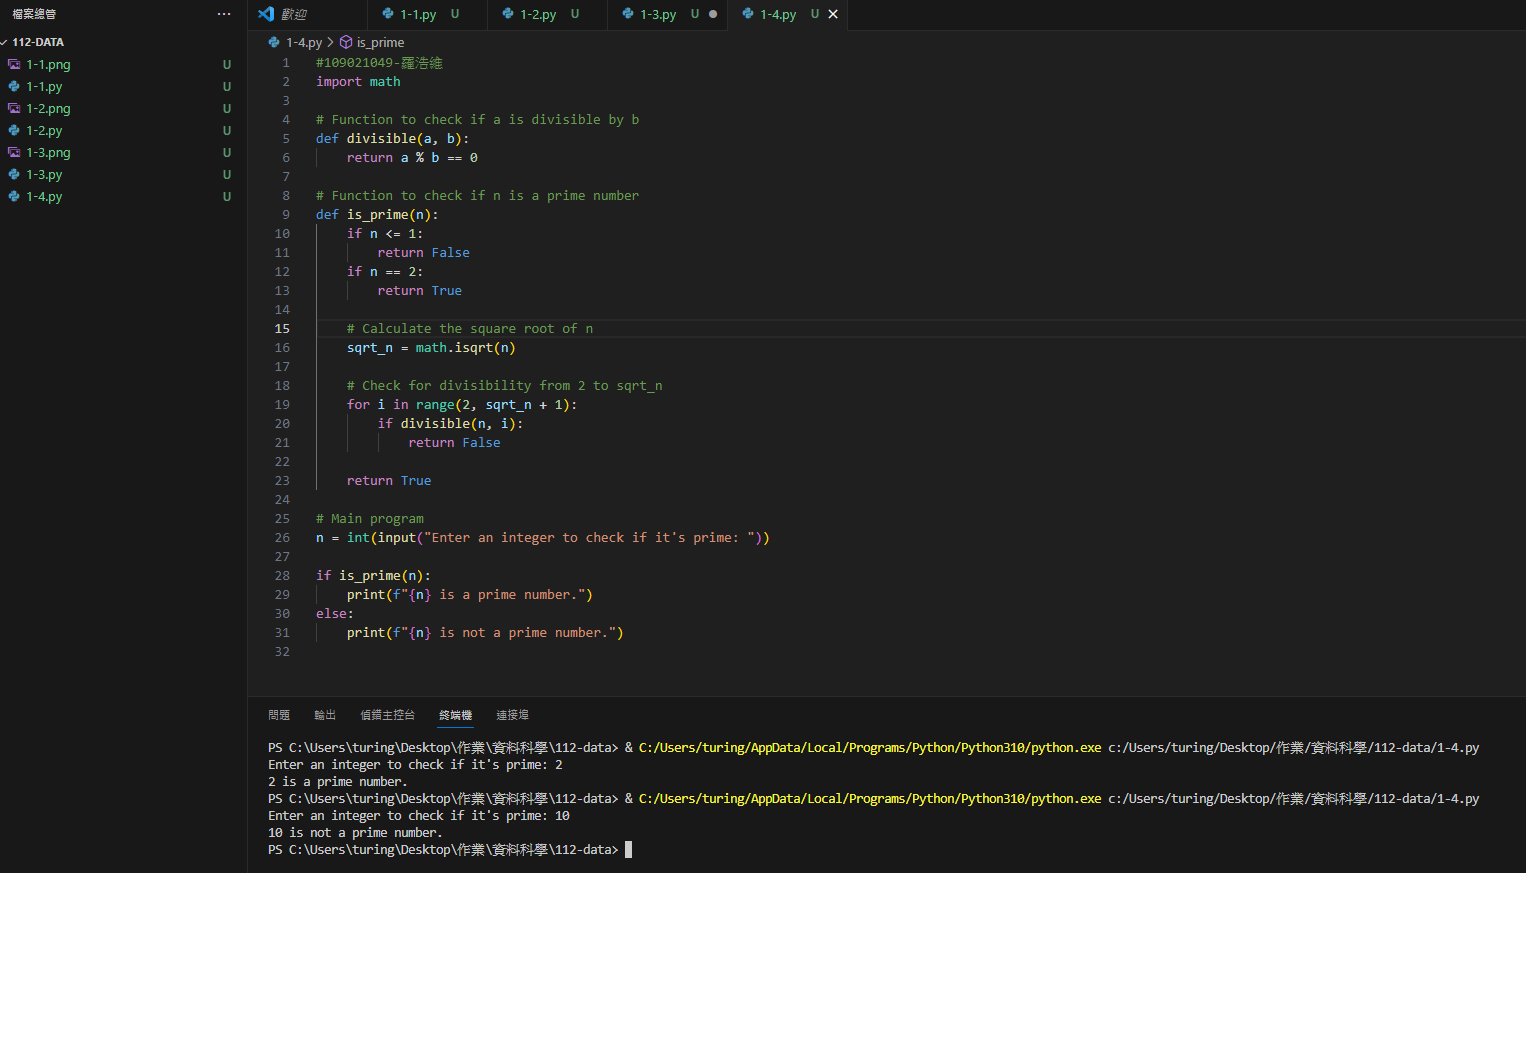 檔案總管 ···
112-DATA
1-1.png U
1-1.py U
1-2.png U
1-2.py U
1-3.png U
1-3.py U
1-4.py U
歡迎 1-1.py U 1-2.py U 1-3.py U 1-4.py U
1-4.py > is_prime
1 #109021049-羅浩維
2 import math
3
4 # Function to check if a is divisible by b
5 def divisible(a, b):
6     return a % b == 0
7
8 # Function to check if n is a prime number
9 def is_prime(n):
10     if n <= 1:
11         return False
12     if n == 2:
13         return True
14
15     # Calculate the square root of n
16     sqrt_n = math.isqrt(n)
17
18     # Check for divisibility from 2 to sqrt_n
19     for i in range(2, sqrt_n + 1):
20         if divisible(n, i):
21             return False
22
23     return True
24
25 # Main program
26 n = int(input("Enter an integer to check if it's prime: "))
27
28 if is_prime(n):
29     print(f"{n} is a prime number.")
30 else:
31     print(f"{n} is not a prime number.")
32
問題 輸出 偵錯主控台 終端機 連接埠
PS C:\Users\turing\Desktop\作業\資料科學\112-data> & C:/Users/turing/AppData/Local/Programs/Python/Python310/python.exe c:/Users/turing/Desktop/作業/資料科學/112-data/1-4.py
Enter an integer to check if it's prime: 2
2 is a prime number.
PS C:\Users\turing\Desktop\作業\資料科學\112-data> & C:/Users/turing/AppData/Local/Programs/Python/Python310/python.exe c:/Users/turing/Desktop/作業/資料科學/112-data/1-4.py
Enter an integer to check if it's prime: 10
10 is not a prime number.
PS C:\Users\turing\Desktop\作業\資料科學\112-data>